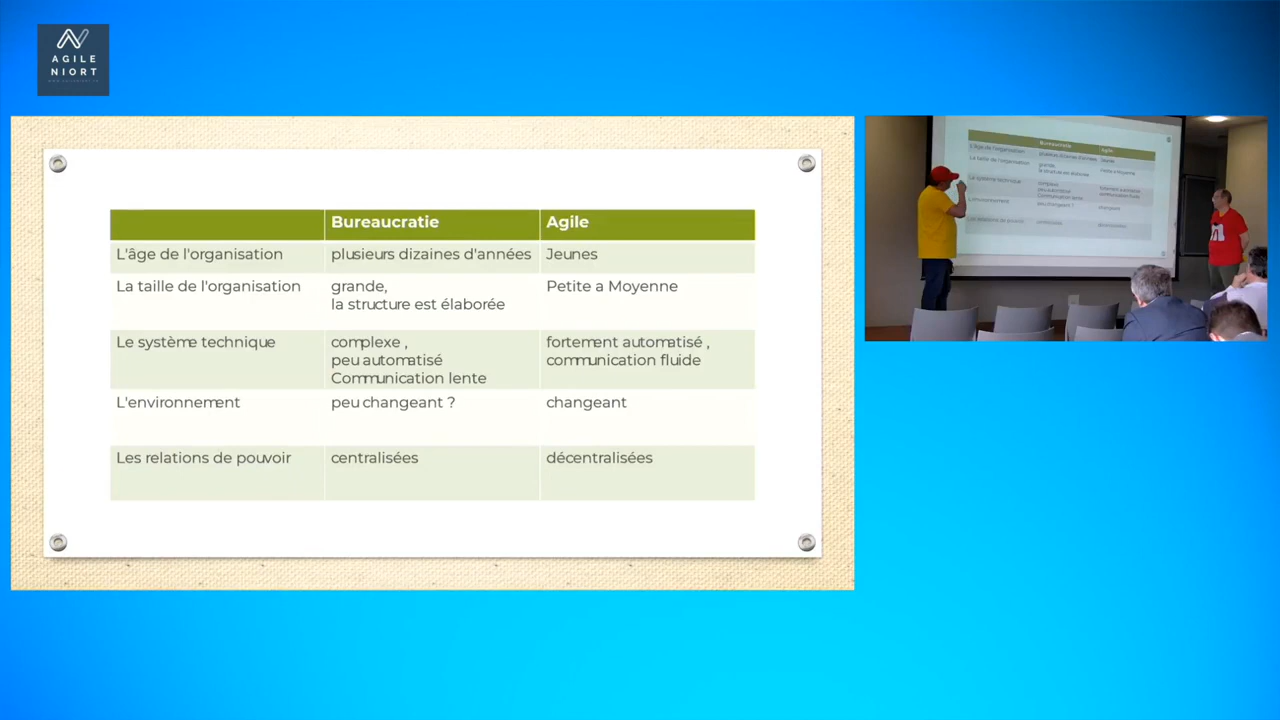 AGILE
NIORT
Bureaucratie Agile
L'âge de l'organisation plusieurs dizaines d'années Jeunes
La taille de l'organisation grande, Petite a Moyenne
la structure est élaborée
Le système technique complexe , fortement automatisé ,
peu automatisé communication fluide
Communication lente
L'environnement peu changeant ? changeant
Les relations de pouvoir centralisées décentralisées